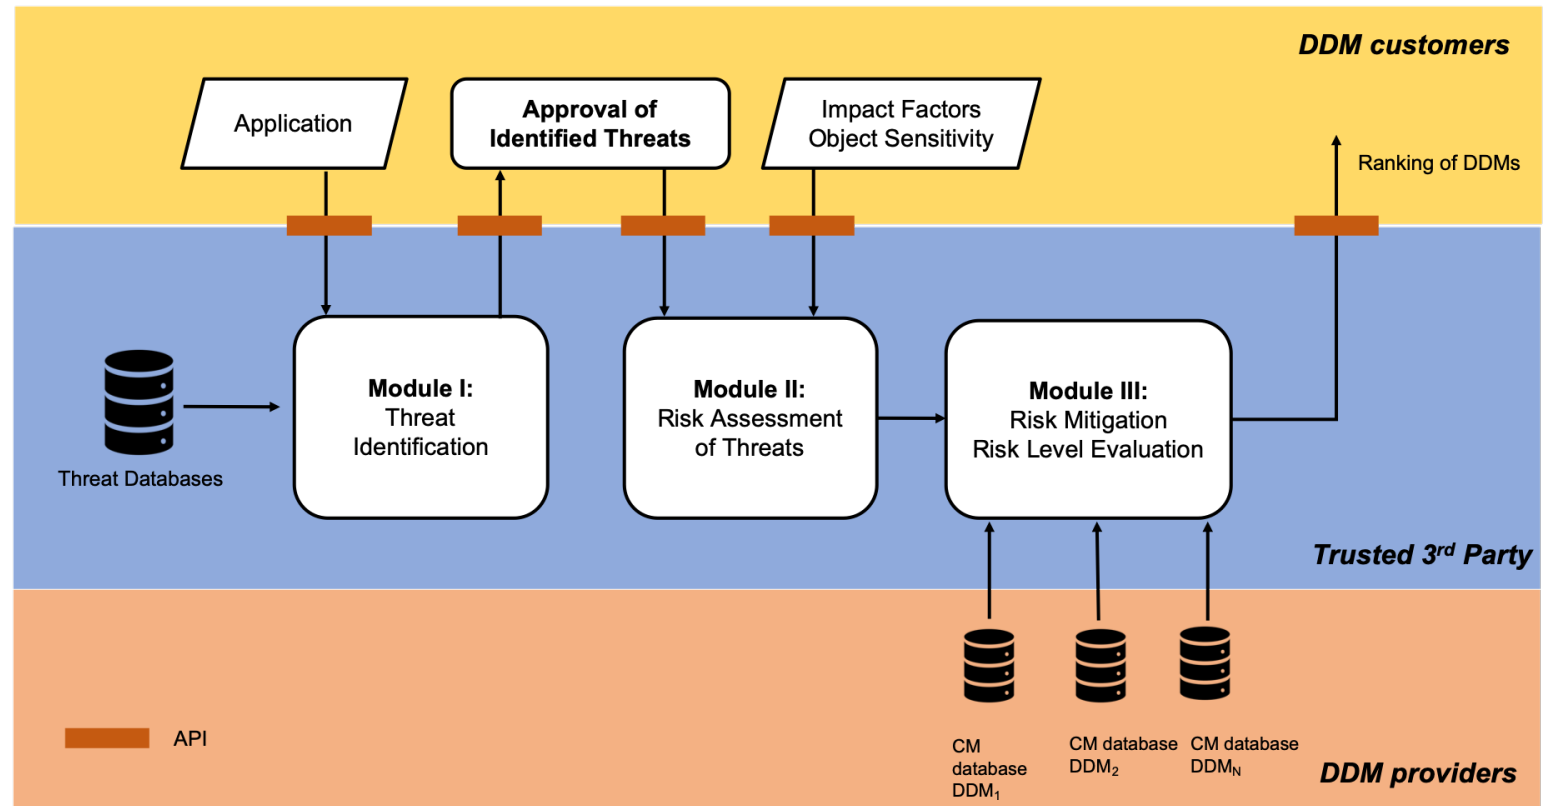 DDM customers
Application
Approval of
Identified Threats
Impact Factors
Object Sensitivity
Ranking of DDMs
Threat Databases
Module I:
Threat
Identification
Module II:
Risk Assessment
of Threats
Module III:
Risk Mitigation
Risk Level Evaluation
Trusted 3rd Party
API
CM
database
DDM1
CM database
DDM2
CM database
DDMN
DDM providers